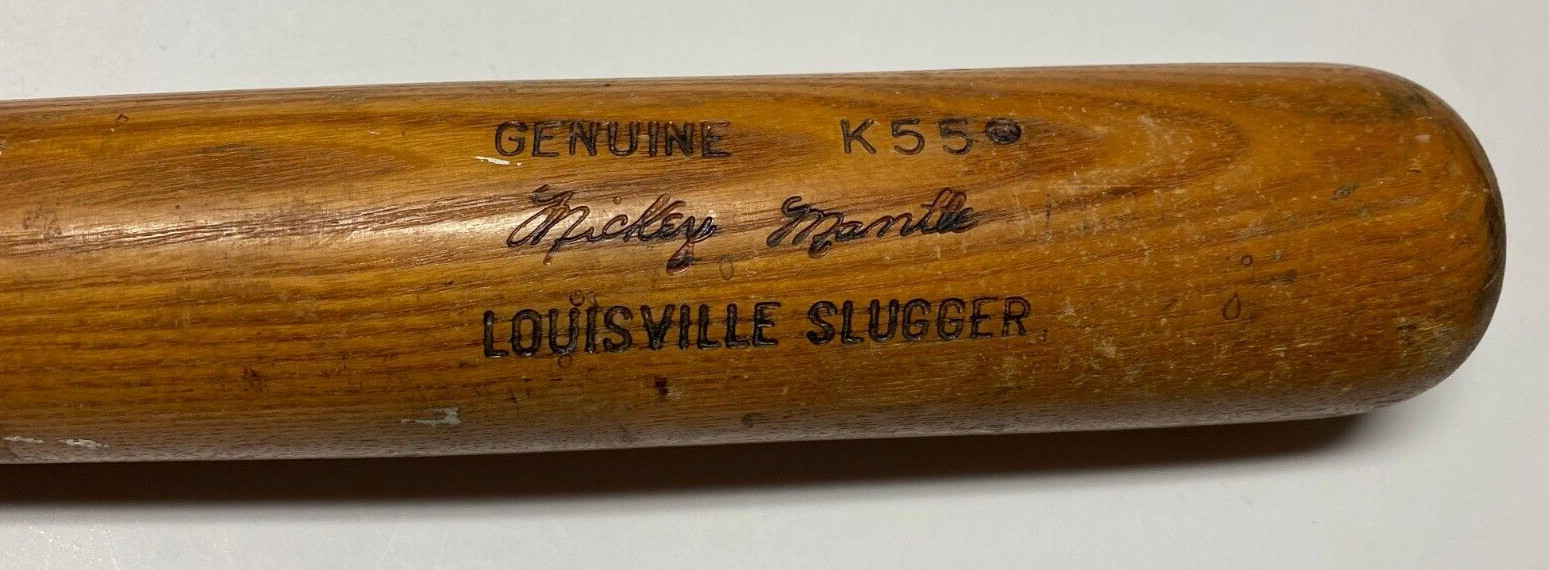 GENUINE K55
Mickey Mantle
LOUISVILLE SLUGGER